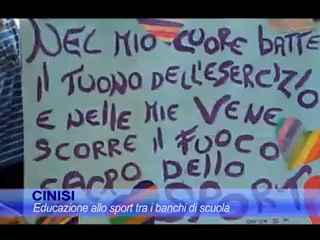 NEL MIO CUORE BATTE
IL TUONO DELL'ESERCIZIO
E NELLE MIE VENE
SCORRE IL FUOCO
SACRO DELLO
SPORT
CINISI
Educazione allo sport tra i banchi di scuola